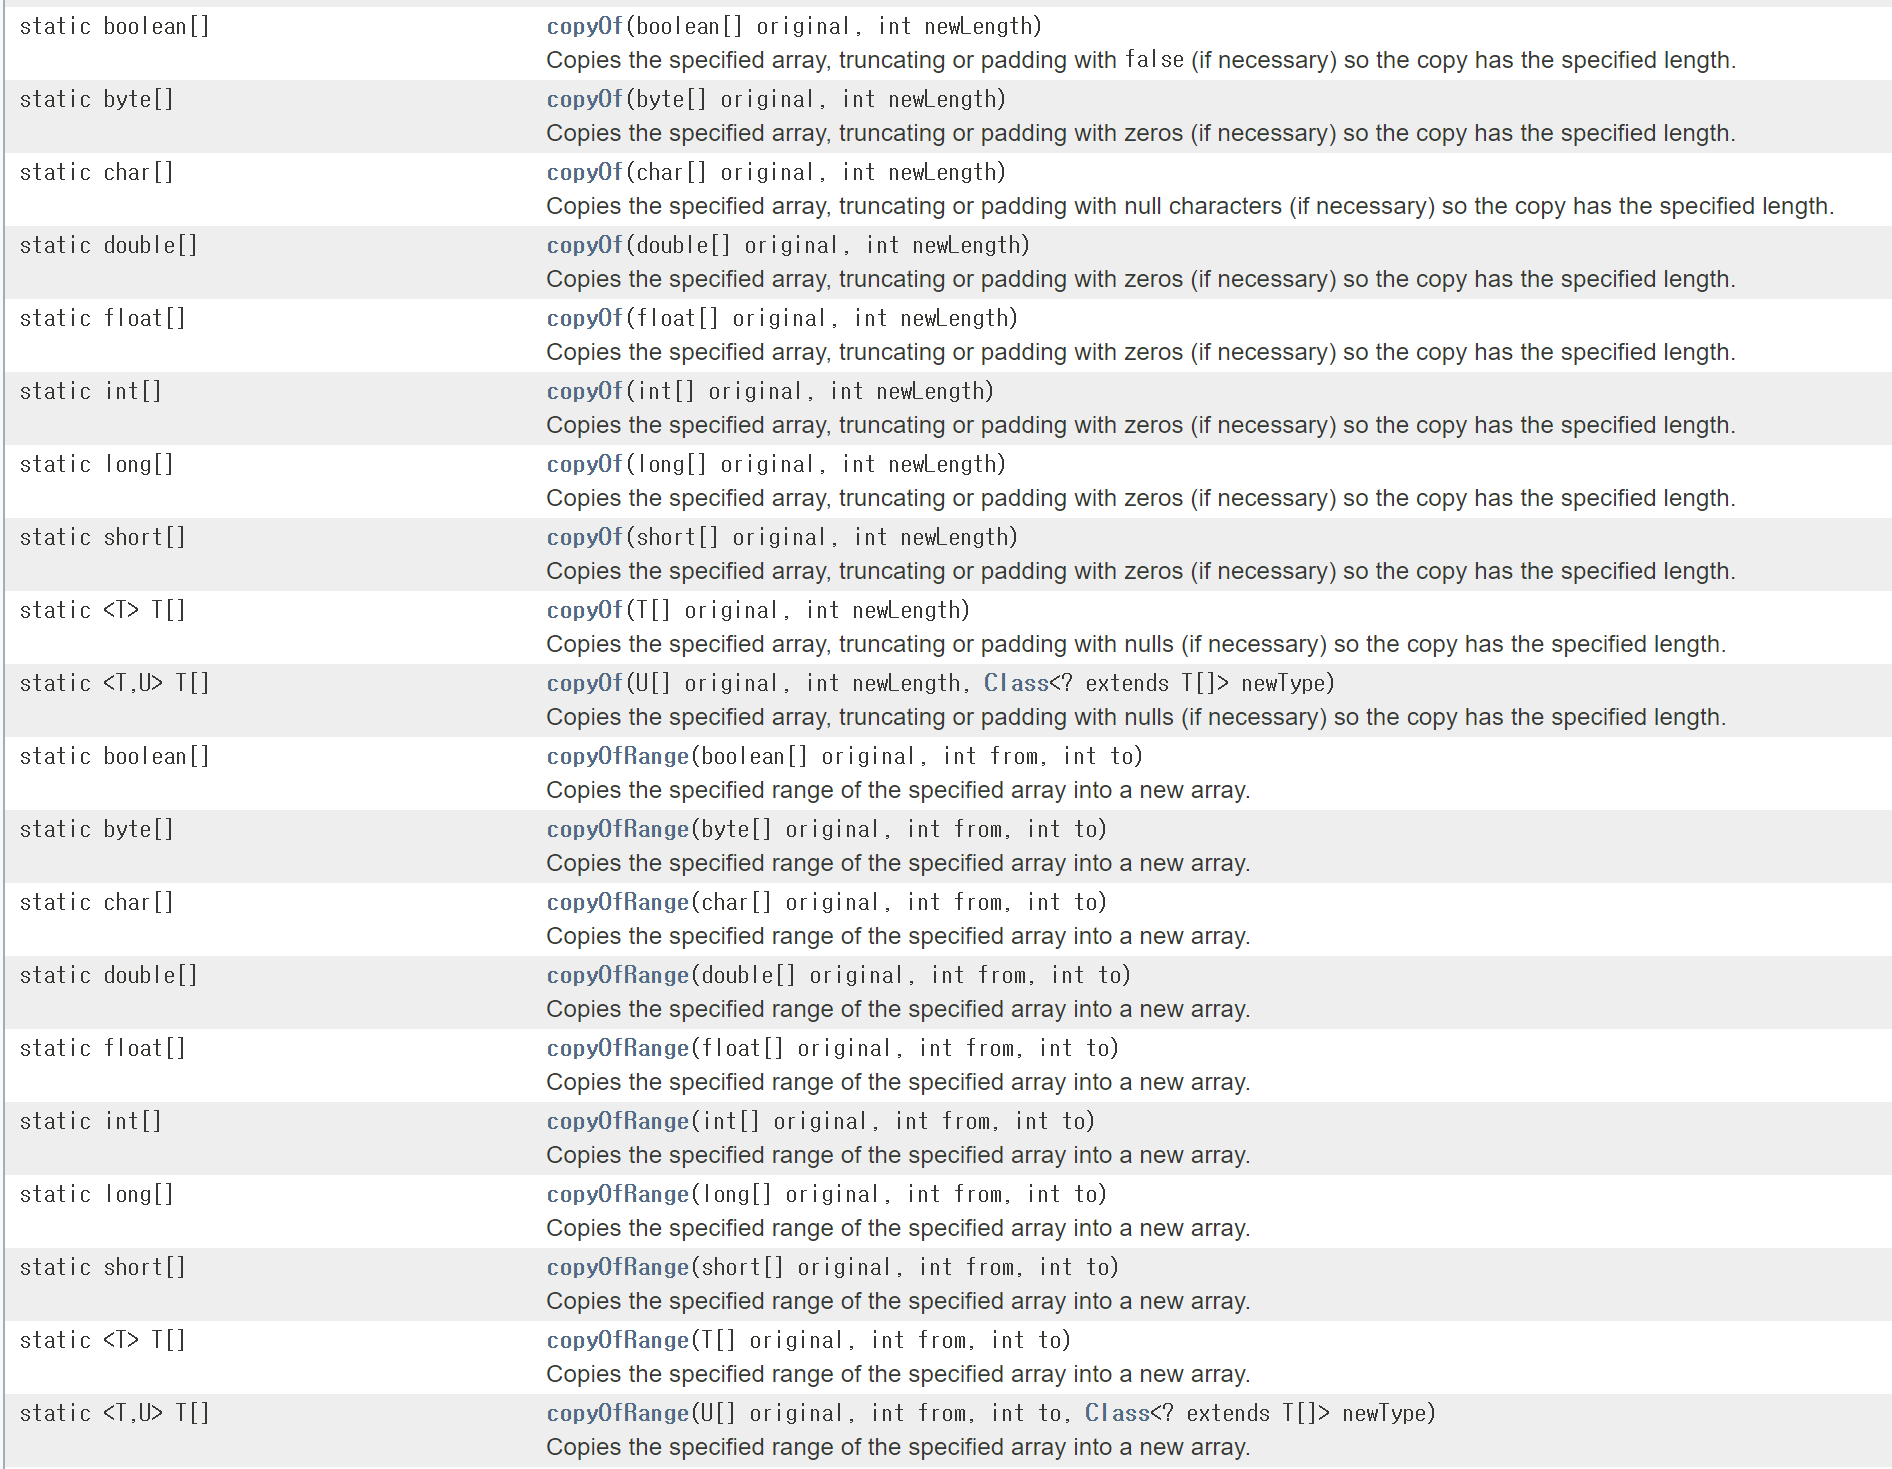 static boolean[] copyOf(boolean[] original, int newLength)
Copies the specified array, truncating or padding with false (if necessary) so the copy has the specified length.
static byte[] copyOf(byte[] original, int newLength)
Copies the specified array, truncating or padding with zeros (if necessary) so the copy has the specified length.
static char[] copyOf(char[] original, int newLength)
Copies the specified array, truncating or padding with null characters (if necessary) so the copy has the specified length.
static double[] copyOf(double[] original, int newLength)
Copies the specified array, truncating or padding with zeros (if necessary) so the copy has the specified length.
static float[] copyOf(float[] original, int newLength)
Copies the specified array, truncating or padding with zeros (if necessary) so the copy has the specified length.
static int[] copyOf(int[] original, int newLength)
Copies the specified array, truncating or padding with zeros (if necessary) so the copy has the specified length.
static long[] copyOf(long[] original, int newLength)
Copies the specified array, truncating or padding with zeros (if necessary) so the copy has the specified length.
static short[] copyOf(short[] original, int newLength)
Copies the specified array, truncating or padding with zeros (if necessary) so the copy has the specified length.
static <T> T[] copyOf(T[] original, int newLength)
Copies the specified array, truncating or padding with nulls (if necessary) so the copy has the specified length.
static <T,U> T[] copyOf(U[] original, int newLength, Class<? extends T[]> newType)
Copies the specified array, truncating or padding with nulls (if necessary) so the copy has the specified length.
static boolean[] copyOfRange(boolean[] original, int from, int to)
Copies the specified range of the specified array into a new array.
static byte[] copyOfRange(byte[] original, int from, int to)
Copies the specified range of the specified array into a new array.
static char[] copyOfRange(char[] original, int from, int to)
Copies the specified range of the specified array into a new array.
static double[] copyOfRange(double[] original, int from, int to)
Copies the specified range of the specified array into a new array.
static float[] copyOfRange(float[] original, int from, int to)
Copies the specified range of the specified array into a new array.
static int[] copyOfRange(int[] original, int from, int to)
Copies the specified range of the specified array into a new array.
static long[] copyOfRange(long[] original, int from, int to)
Copies the specified range of the specified array into a new array.
static short[] copyOfRange(short[] original, int from, int to)
Copies the specified range of the specified array into a new array.
static <T> T[] copyOfRange(T[] original, int from, int to)
Copies the specified range of the specified array into a new array.
static <T,U> T[] copyOfRange(U[] original, int from, int to, Class<? extends T[]> newType)
Copies the specified range of the specified array into a new array.